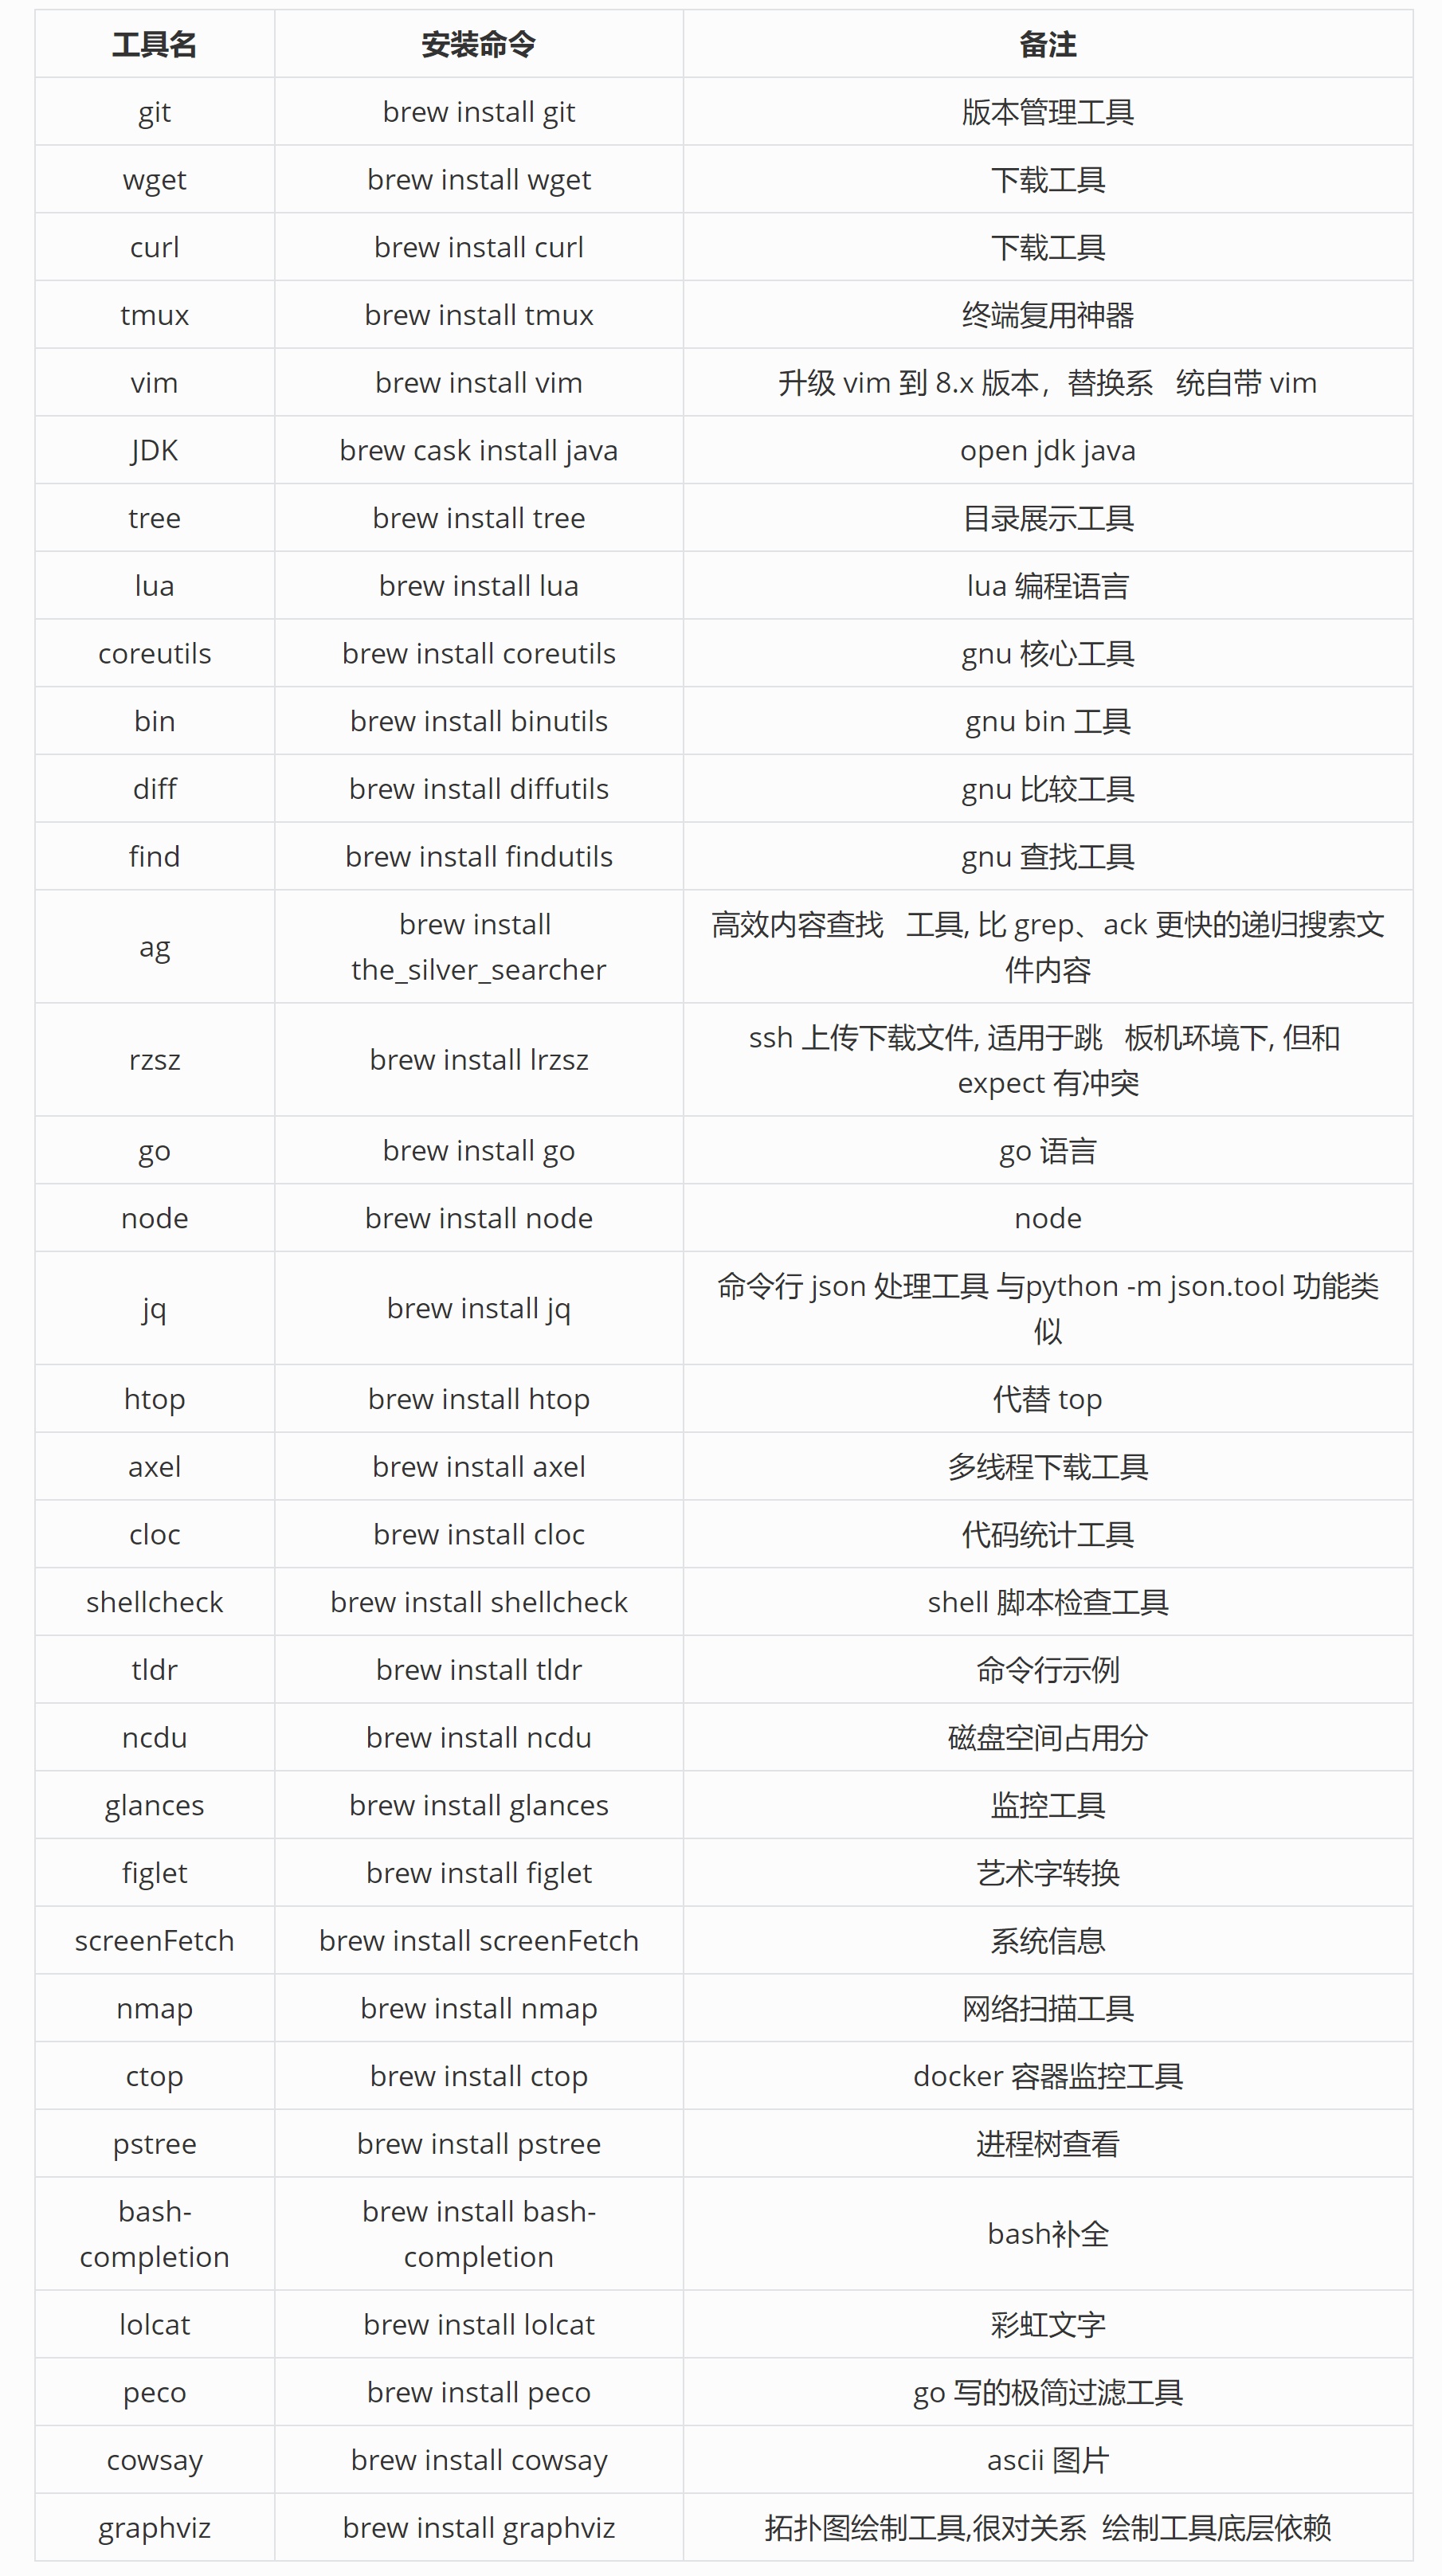 工具名 安装命令 备注
git brew install git 版本管理工具
wget brew install wget 下载工具
curl brew install curl 下载工具
tmux brew install tmux 终端复用神器
vim brew install vim 升级 vim 到 8.x 版本，替换系 统自带 vim
JDK brew cask install java open jdk java
tree brew install tree 目录展示工具
lua brew install lua lua 编程语言
coreutils brew install coreutils gnu 核心工具
bin brew install binutils gnu bin 工具
diff brew install diffutils gnu 比较工具
find brew install findutils gnu 查找工具
ag
brew install
the_silver_searcher
高效内容查找 工具, 比 grep、ack 更快的递归搜索文
件内容
rzsz brew install lrzsz
ssh 上传下载文件, 适用于跳 板机环境下, 但和
expect 有冲突
go brew install go go 语言
node brew install node node
jq brew install jq
命令行 json 处理工具 与python -m json.tool 功能类
似
htop brew install htop 代替 top
axel brew install axel 多线程下载工具
cloc brew install cloc 代码统计工具
shellcheck brew install shellcheck shell 脚本检查工具
tldr brew install tldr 命令行示例
ncdu brew install ncdu 磁盘空间占用分
glances brew install glances 监控工具
figlet brew install figlet 艺术字转换
screenFetch brew install screenFetch 系统信息
nmap brew install nmap 网络扫描工具
ctop brew install ctop docker 容器监控工具
pstree brew install pstree 进程树查看
bash-
completion
brew install bash-
completion
bash补全
lolcat brew install lolcat 彩虹文字
peco brew install peco go 写的极简过滤工具
cowsay brew install cowsay ascii 图片
graphviz brew install graphviz 拓扑图绘制工具,很对关系 绘制工具底层依赖